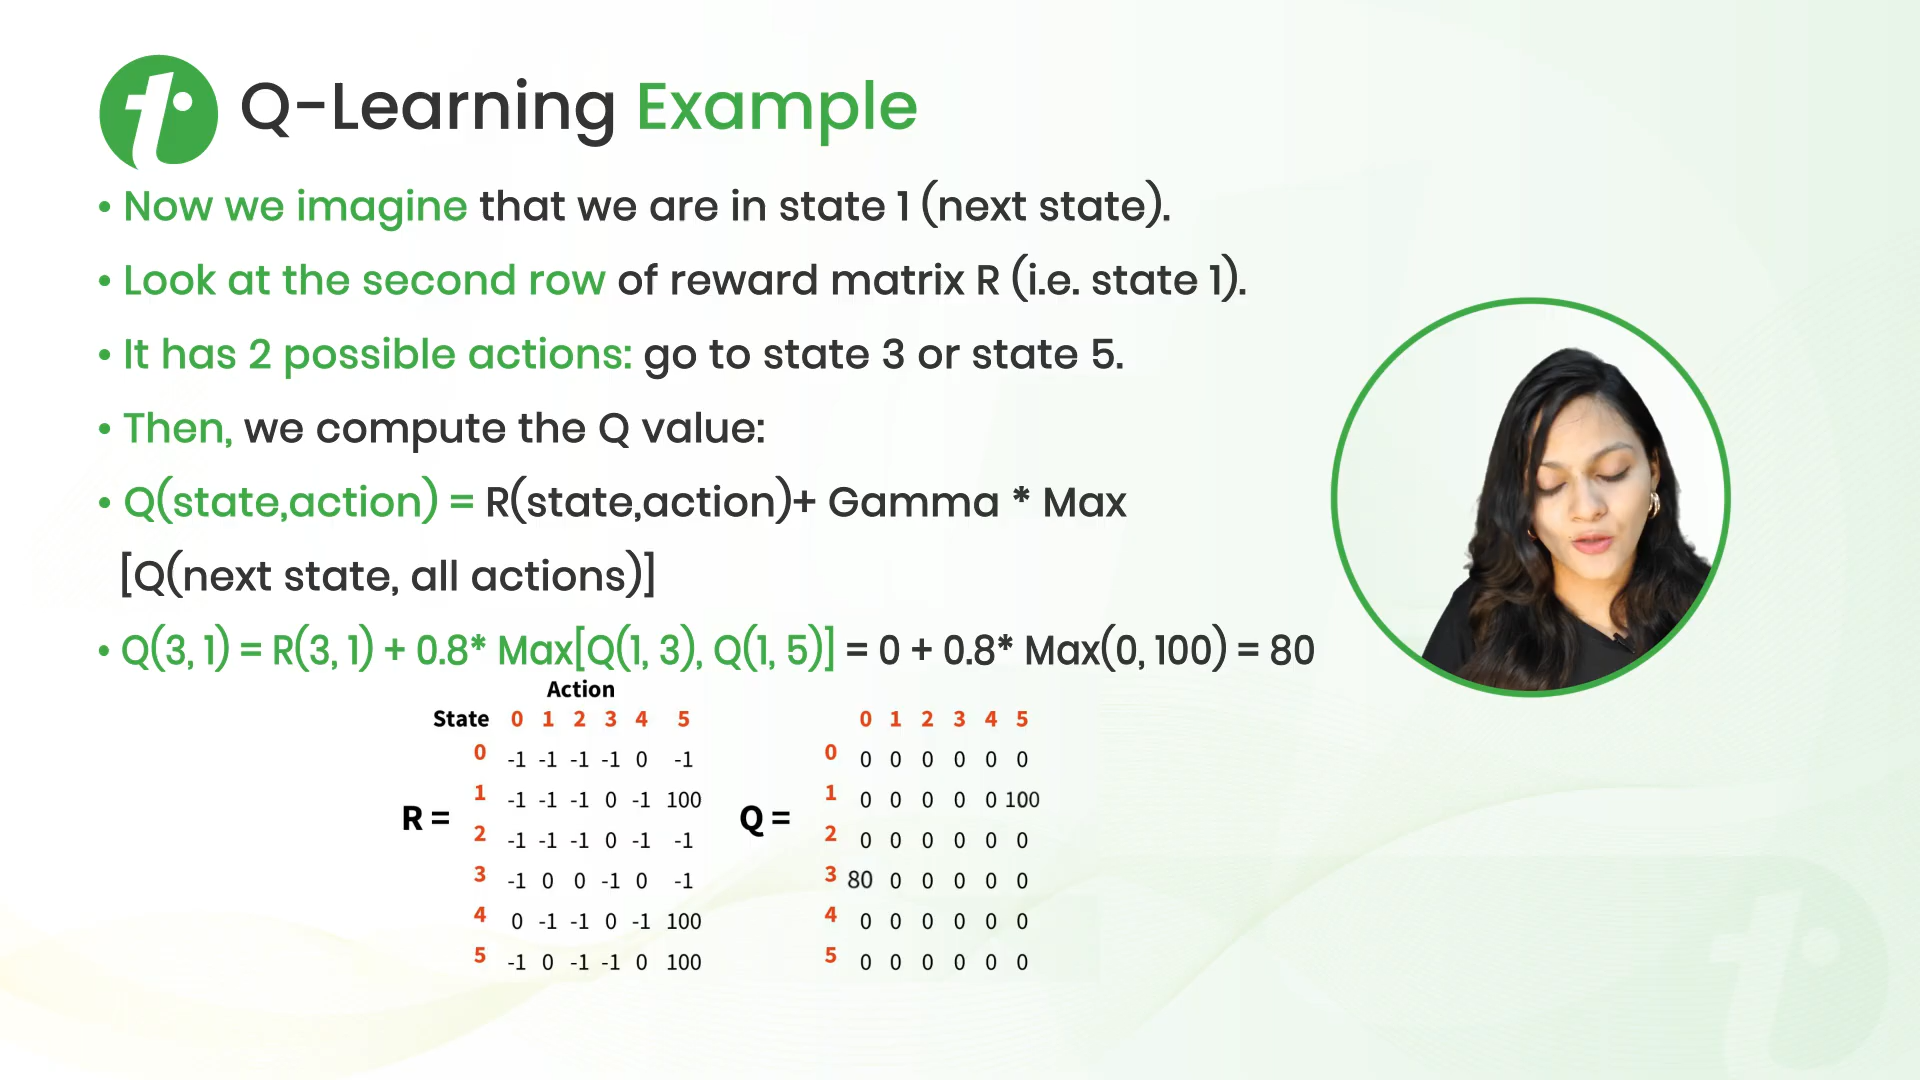 Q-Learning Example
• Now we imagine that we are in state 1 (next state).
• Look at the second row of reward matrix R (i.e. state 1).
• It has 2 possible actions: go to state 3 or state 5.
• Then, we compute the Q value:
• Q(state,action) = R(state,action)+ Gamma * Max
[Q(next state, all actions)]
• Q(3, 1) = R(3, 1) + 0.8* Max[Q(1, 3), Q(1, 5)] = 0 + 0.8* Max(0, 100) = 80
Action
State 0 1 2 3 4 5
0 -1 -1 -1 -1 0 -1
1 -1 -1 -1 0 -1 100
R =
2 -1 -1 -1 0 -1 -1
3 -1 0 0 -1 0 -1
4 0 -1 -1 0 -1 100
5 -1 0 -1 -1 0 100
0 1 2 3 4 5
0 0 0 0 0 0 0
1 0 0 0 0 0 100
Q =
2 0 0 0 0 0 0
3 80 0 0 0 0 0
4 0 0 0 0 0 0
5 0 0 0 0 0 0